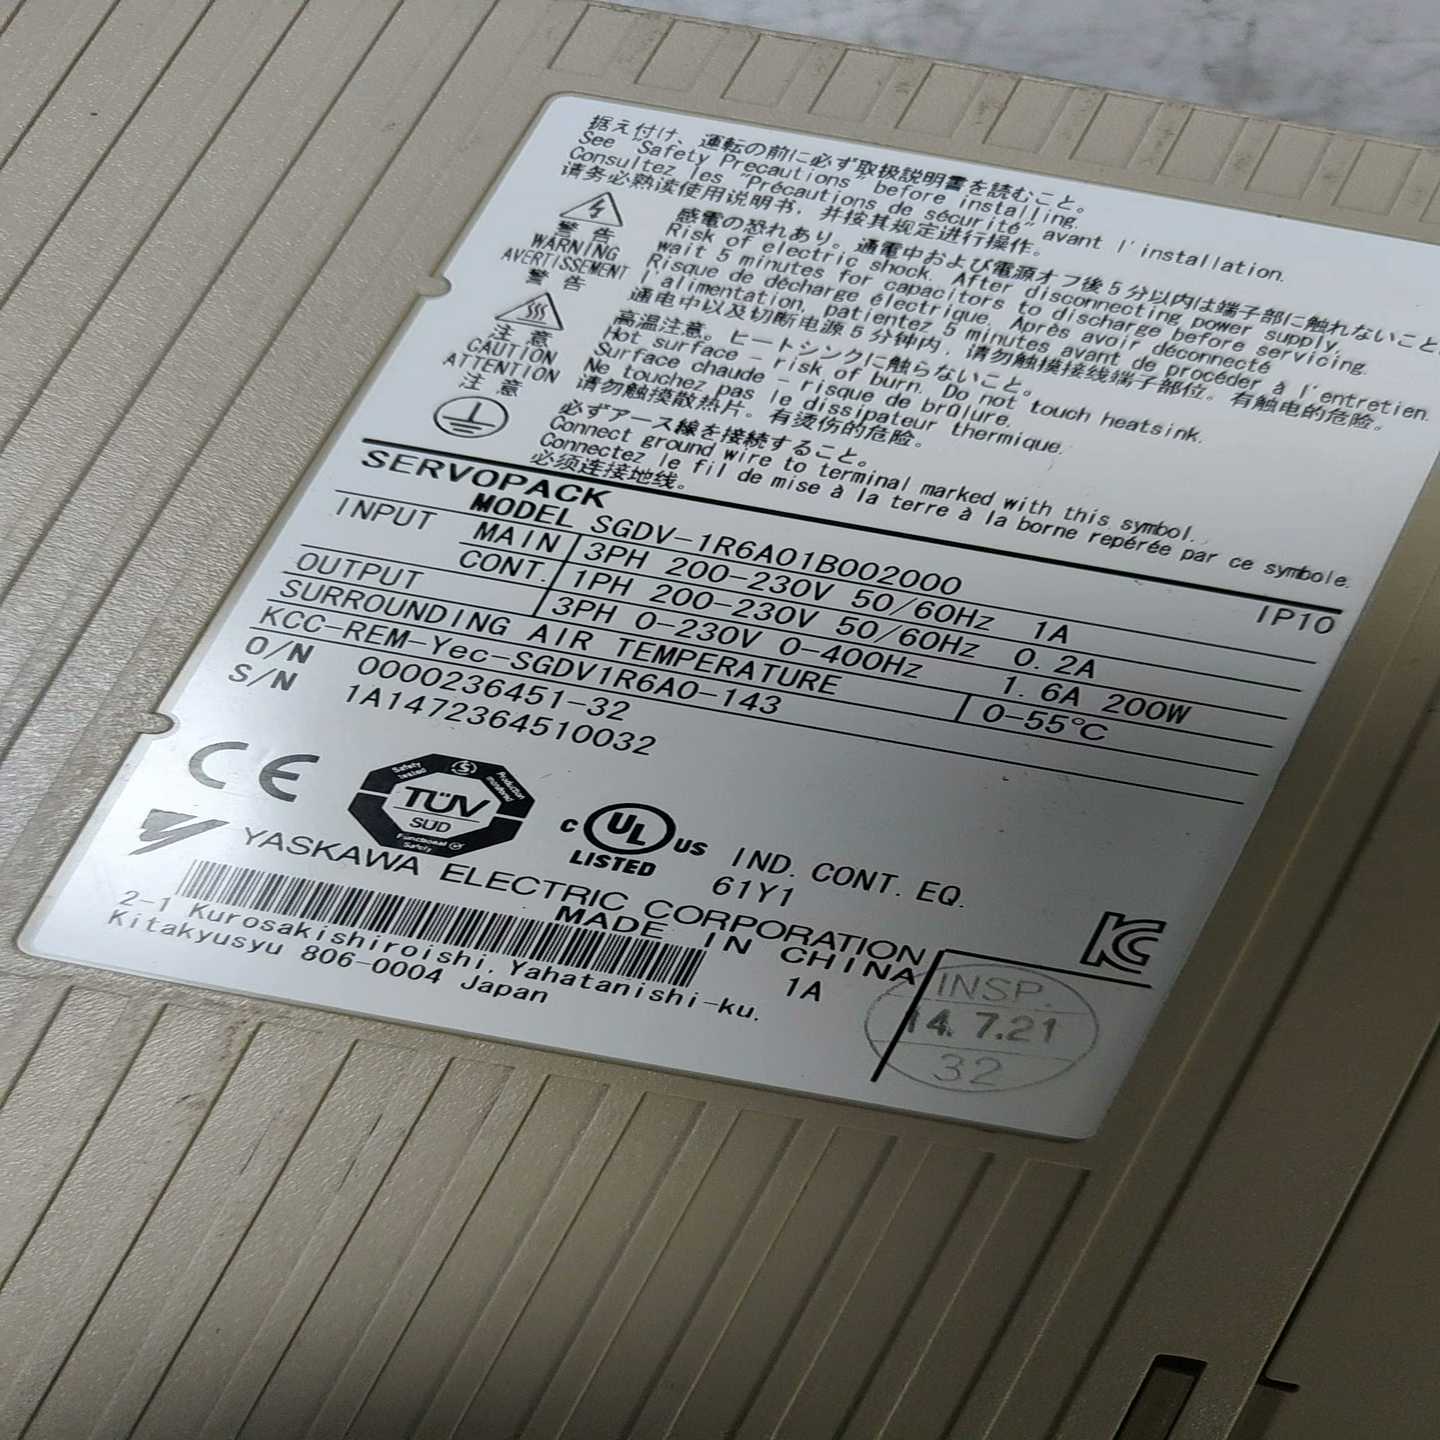 据え付け、運転の前に必ず取扱説明書を読むこと。
See "Safety Precautions" before installing.
Consultez les "Précautions de sécurité" avant l'installation.
请务必熟读使用说明书，并按其规定进行操作。
警告
WARNING
AVERTISSEMENT
警告
感電の恐れあり。通電中および電源オフ後5分以内は端子部に触れないこと。
Risk of electric shock. After disconnecting power supply,
wait 5 minutes for capacitors to discharge before servicing.
Risque de décharge électrique. Après avoir déconnecté
l'alimentation, patientez 5 minutes avant de procéder à l'entretien.
通电中以及切断电源5分钟内，请勿触摸接线端子部位。有触电的危险。
注意
CAUTION
ATTENTION
注意
高温注意。ヒートシンクに触らないこと。
Hot surface - risk of burn. Do not touch heatsink.
Surface chaude - risque de brûlure.
Ne touchez pas le dissipateur thermique.
请勿触摸散热片。有烫伤的危险。
必ずアース線を接続すること。
Connect ground wire to terminal marked with this symbol.
Connectez le fil de mise à la terre à la borne repérée par ce symbole.
必须连接地线。
SERVOPACK
MODEL SGDV-1R6A01B002000 IP10
INPUT MAIN 3PH 200-230V 50/60Hz 1A
CONT. 1PH 200-230V 50/60Hz 0.2A
OUTPUT 3PH 0-230V 0-400Hz 1.6A 200W
SURROUNDING AIR TEMPERATURE 0-55°C
KCC-REM-Yec-SGDV1R6A0-143
O/N 0000236451-32
S/N 1A1472364510032
CE
Safety tested
Production monitored
TÜV
SÜD
Functional Safety
C UL US
LISTED
IND. CONT. EQ.
61Y1
YASKAWA ELECTRIC CORPORATION
MADE IN CHINA
1A
2-1 Kurosakishiroishi, Yahatanishi-ku,
Kitakyusyu 806-0004 Japan
KC
INSP.
14.7.21
32